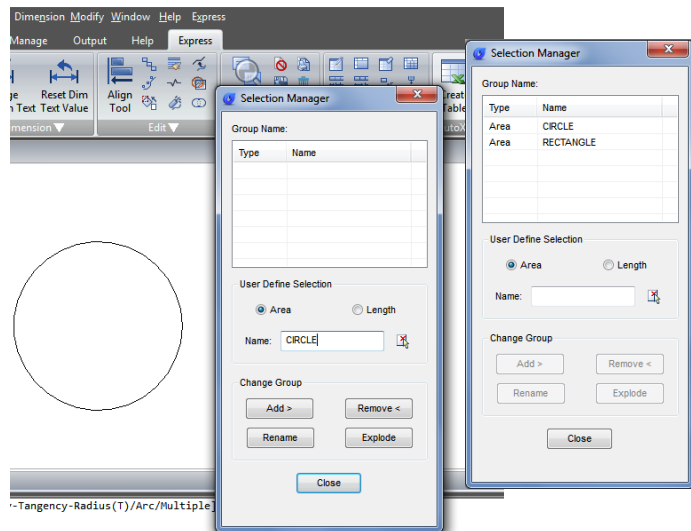 Dimension Modify Window Help Express
Manage Output Help Express
Reset Dim
Text Text Value
Align
Tool
Edit
Selection Manager
Group Name:
Type Name
User Define Selection
Area Length
Name: CIRCLE
Change Group
Add > Remove <
Rename Explode
Close
Selection Manager
Group Name:
Type Name
Area CIRCLE
Area RECTANGLE
User Define Selection
Area Length
Name:
Change Group
Add > Remove <
Rename Explode
Close
-Tangency-Radius(T)/Arc/Multiple]